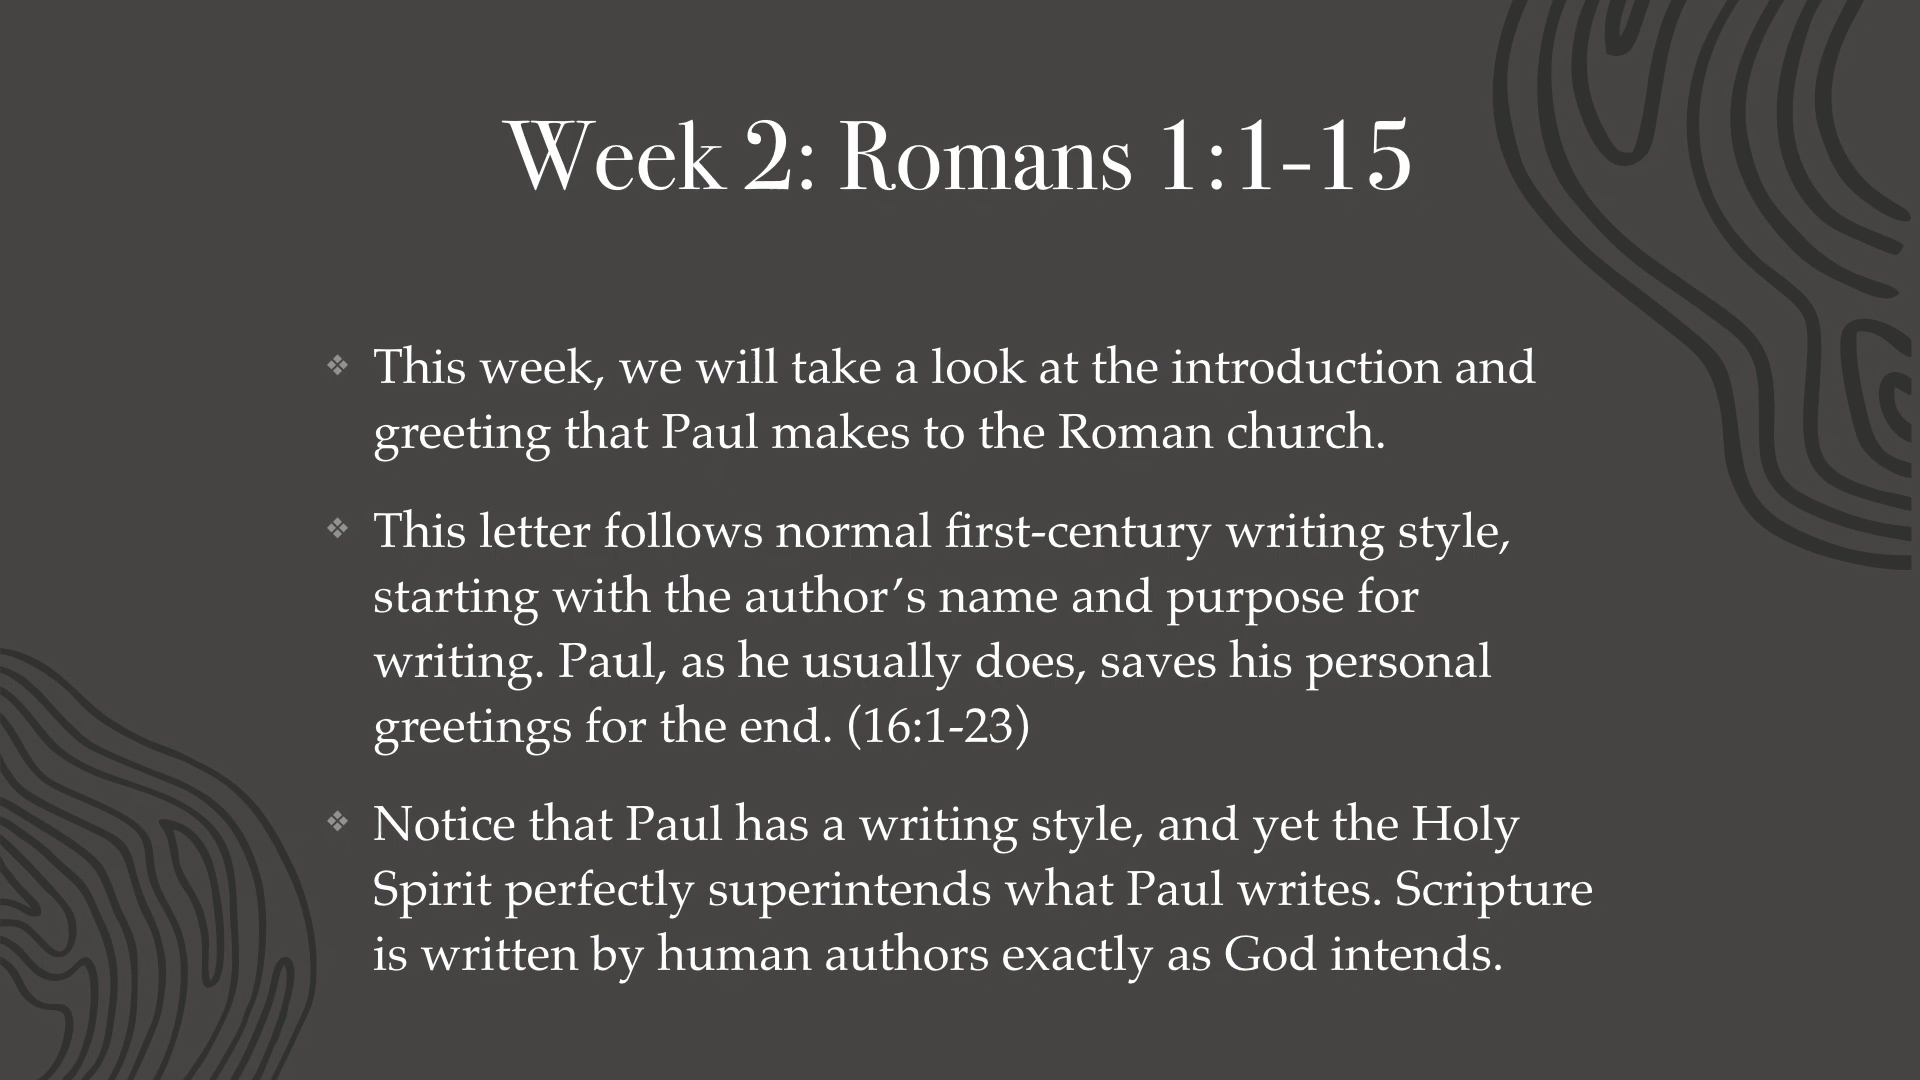 Week 2: Romans 1:1-15
❖ This week, we will take a look at the introduction and
greeting that Paul makes to the Roman church.
❖ This letter follows normal first-century writing style,
starting with the author’s name and purpose for
writing. Paul, as he usually does, saves his personal
greetings for the end. (16:1-23)
❖ Notice that Paul has a writing style, and yet the Holy
Spirit perfectly superintends what Paul writes. Scripture
is written by human authors exactly as God intends.